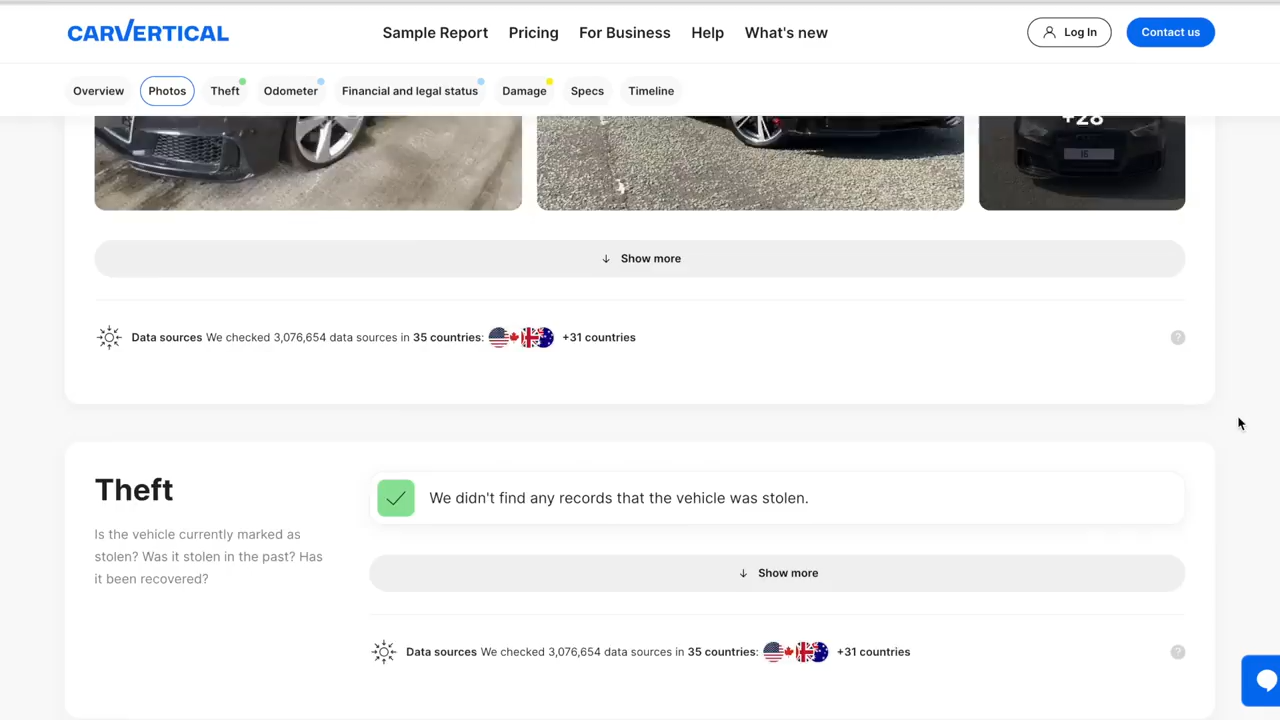 CARVERTICAL
Sample Report
Pricing
For Business
Help
What's new
Log In
Contact us
Overview
Photos
Theft
Odometer
Financial and legal status
Damage
Specs
Timeline
+28
Show more
Data sources We checked 3,076,654 data sources in 35 countries: +31 countries
?
Theft
Is the vehicle currently marked as
stolen? Was it stolen in the past? Has
it been recovered?
We didn't find any records that the vehicle was stolen.
Show more
Data sources We checked 3,076,654 data sources in 35 countries: +31 countries
?